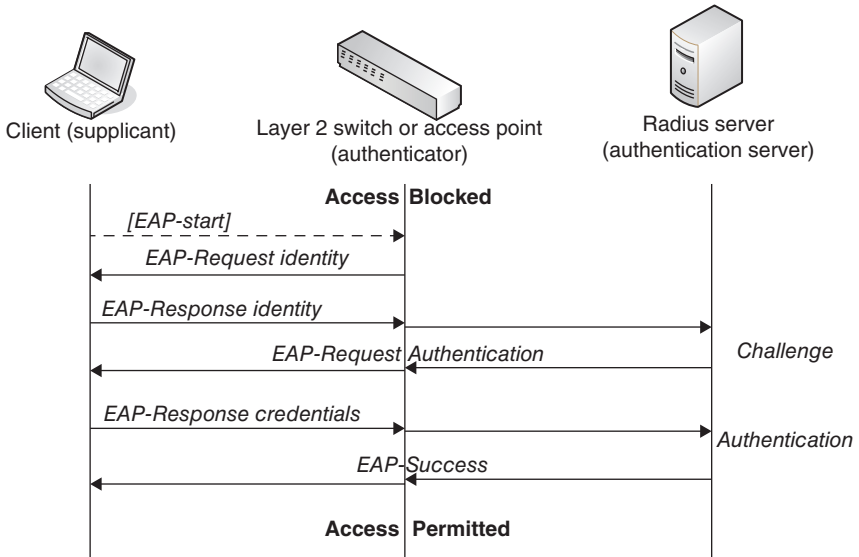 Client (supplicant)
Layer 2 switch or access point
(authenticator)
Radius server
(authentication server)
Access Blocked
[EAP-start]
EAP-Request identity
EAP-Response identity
EAP-Request Authentication
Challenge
EAP-Response credentials
Authentication
EAP-Success
Access Permitted